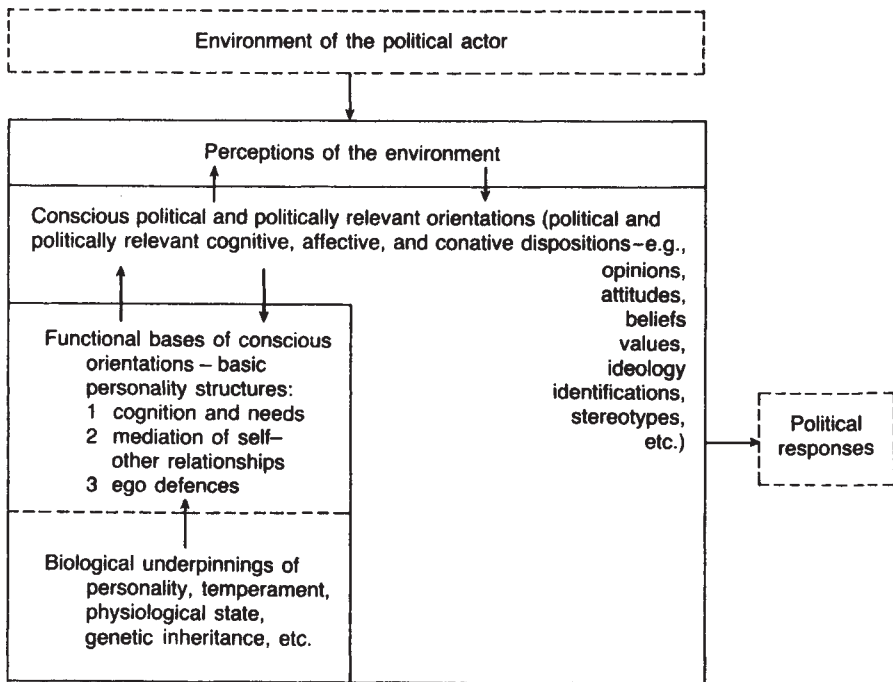 Environment of the political actor
Perceptions of the environment
Conscious political and politically relevant orientations (political and
politically relevant cognitive, affective, and conative dispositions–e.g.,
opinions,
attitudes,
beliefs
values,
ideology
identifications,
stereotypes,
etc.)
Functional bases of conscious
orientations – basic
personality structures:
1 cognition and needs
2 mediation of self–
other relationships
3 ego defences
Biological underpinnings of
personality, temperament,
physiological state,
genetic inheritance, etc.
Political
responses